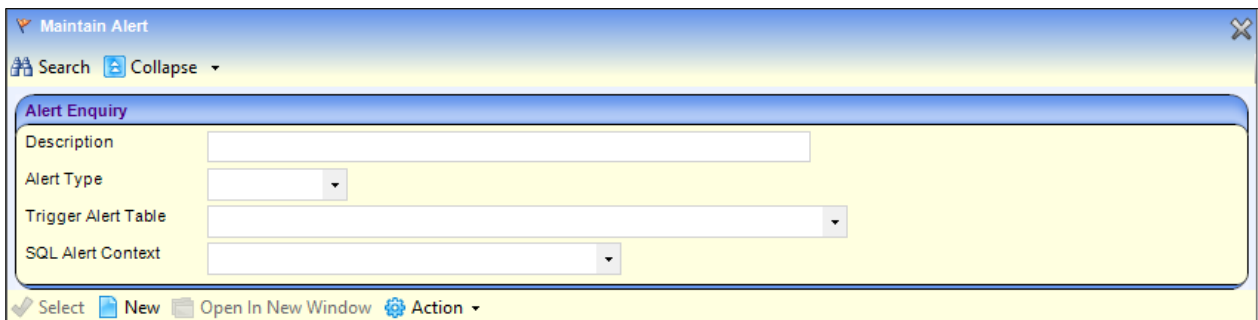 Maintain Alert
Search Collapse
Alert Enquiry
Description
Alert Type
Trigger Alert Table
SQL Alert Context
Select New Open In New Window Action